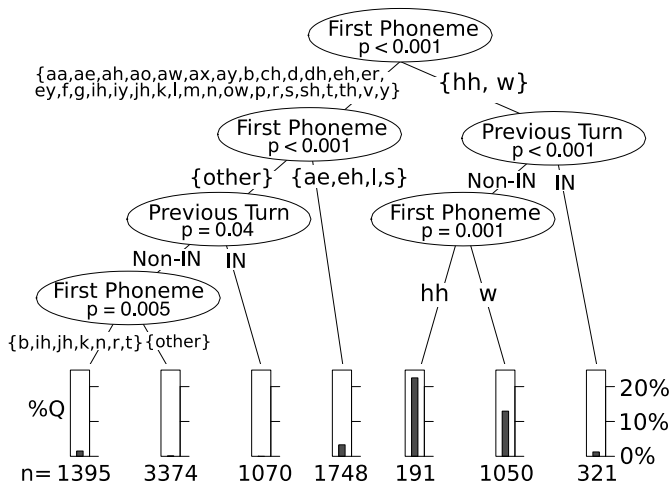 First Phoneme
p < 0.001
{aa,ae,ah,ao,aw,ax,ay,b,ch,d,dh,eh,er,
ey,f,g,ih,iy,jh,k,l,m,n,ow,p,r,s,sh,t,th,v,y}
{hh, w}
First Phoneme
p < 0.001
Previous Turn
p < 0.001
{other}
{ae,eh,l,s}
Non-IN
IN
Previous Turn
p = 0.04
First Phoneme
p = 0.001
Non-IN
IN
First Phoneme
p = 0.005
hh
w
{b,ih,jh,k,n,r,t}
{other}
%Q
20%
10%
0%
n= 1395 3374 1070 1748 191 1050 321